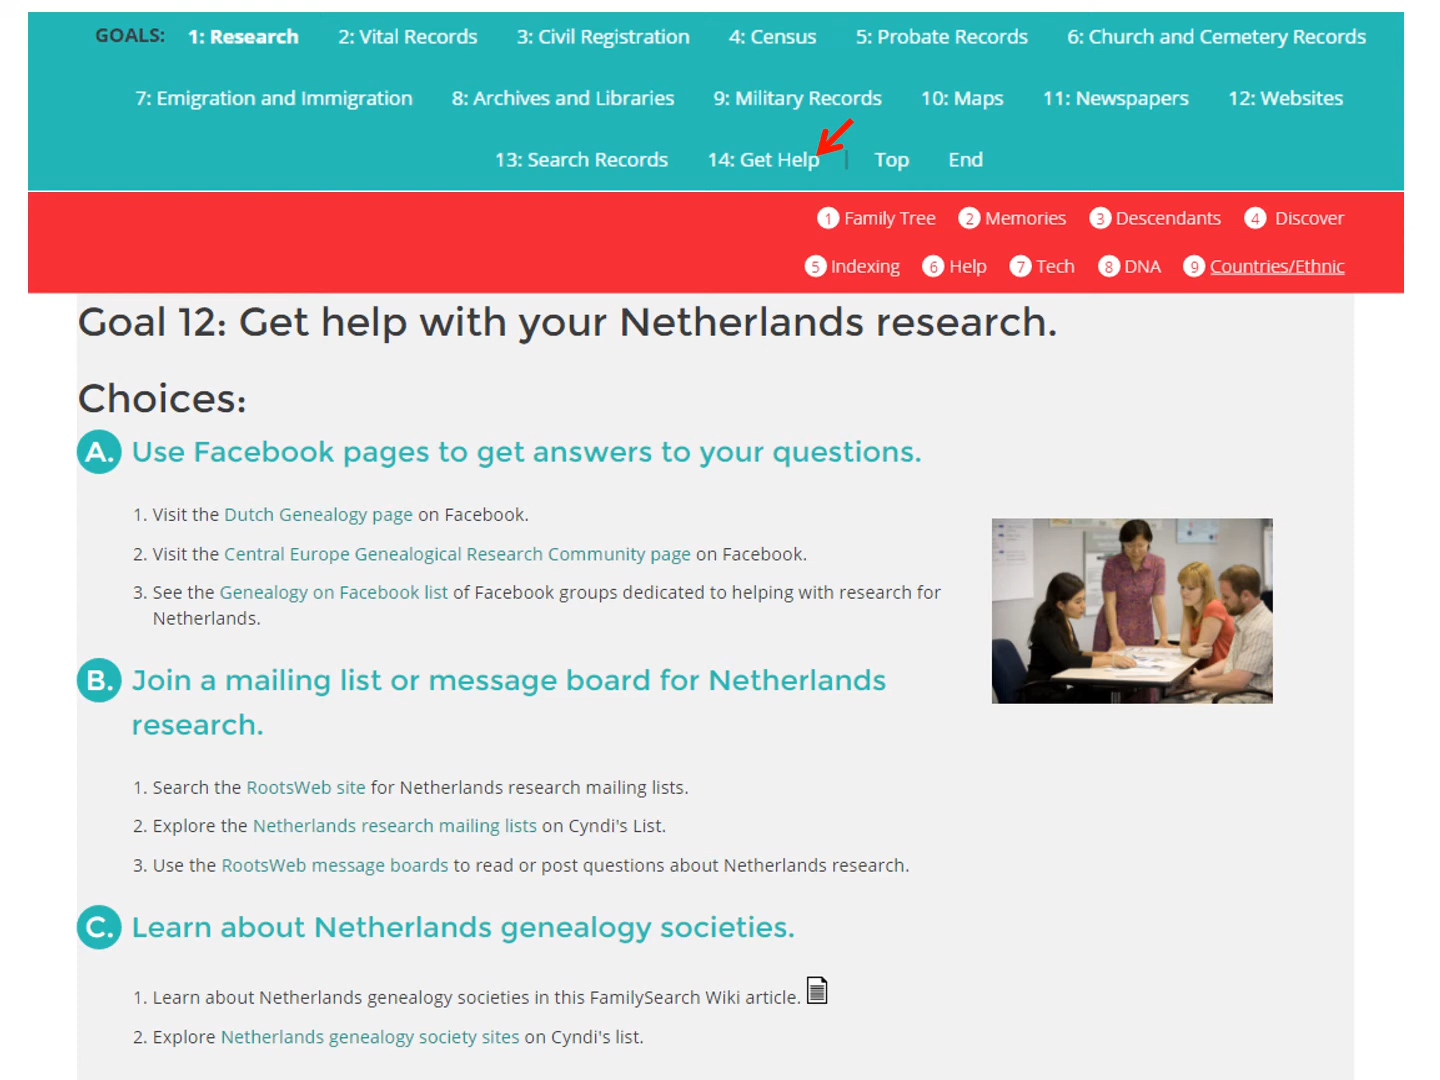 GOALS: 1: Research 2: Vital Records 3: Civil Registration 4: Census 5: Probate Records 6: Church and Cemetery Records
7: Emigration and Immigration 8: Archives and Libraries 9: Military Records 10: Maps 11: Newspapers 12: Websites
13: Search Records 14: Get Help | Top End
1 Family Tree 2 Memories 3 Descendants 4 Discover
5 Indexing 6 Help 7 Tech 8 DNA 9 Countries/Ethnic
Goal 12: Get help with your Netherlands research.
Choices:
A. Use Facebook pages to get answers to your questions.
1. Visit the Dutch Genealogy page on Facebook.
2. Visit the Central Europe Genealogical Research Community page on Facebook.
3. See the Genealogy on Facebook list of Facebook groups dedicated to helping with research for
Netherlands.
B. Join a mailing list or message board for Netherlands
research.
1. Search the RootsWeb site for Netherlands research mailing lists.
2. Explore the Netherlands research mailing lists on Cyndi's List.
3. Use the RootsWeb message boards to read or post questions about Netherlands research.
C. Learn about Netherlands genealogy societies.
1. Learn about Netherlands genealogy societies in this FamilySearch Wiki article.
2. Explore Netherlands genealogy society sites on Cyndi's list.